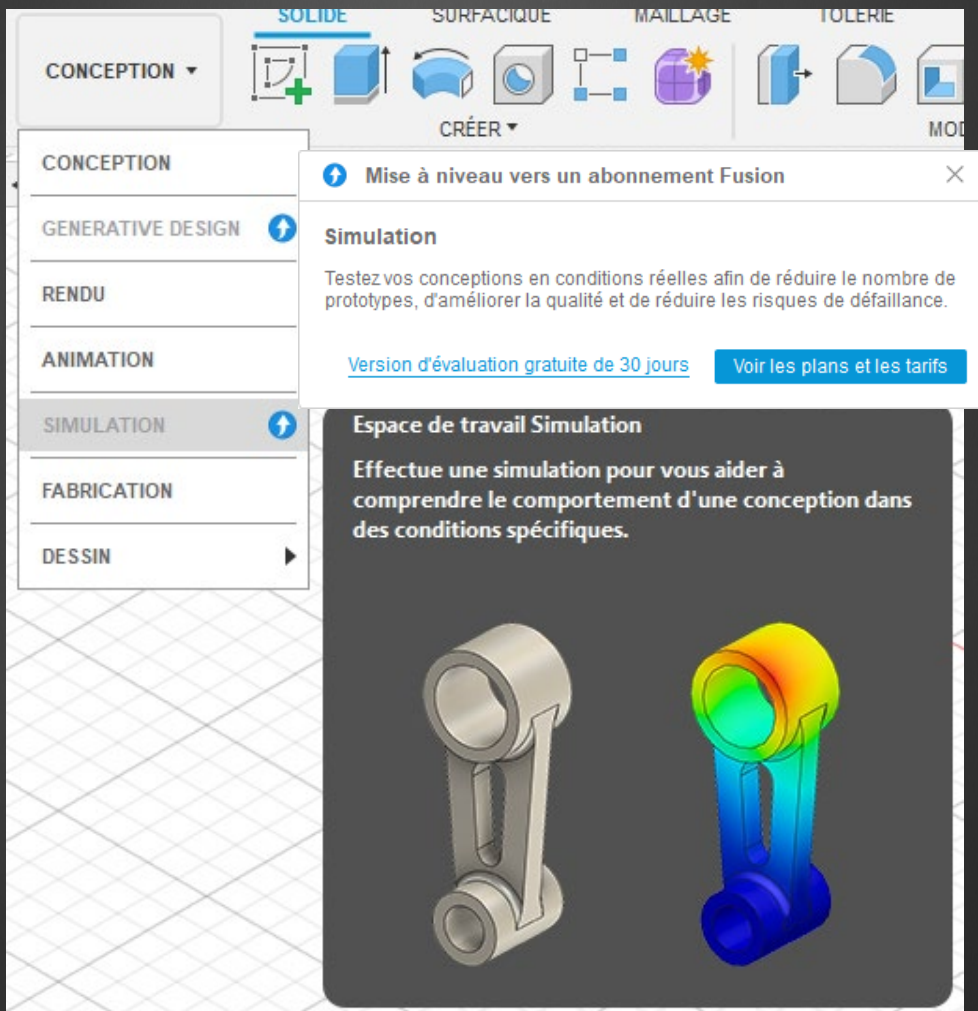 SOLIDE SURFACIQUE MAILLAGE TÔLERIE
CONCEPTION
CRÉER
MOD
CONCEPTION
GENERATIVE DESIGN
RENDU
ANIMATION
SIMULATION
FABRICATION
DESSIN
Mise à niveau vers un abonnement Fusion
Simulation
Testez vos conceptions en conditions réelles afin de réduire le nombre de
prototypes, d'améliorer la qualité et de réduire les risques de défaillance.
Version d'évaluation gratuite de 30 jours
Voir les plans et les tarifs
Espace de travail Simulation
Effectue une simulation pour vous aider à
comprendre le comportement d'une conception dans
des conditions spécifiques.